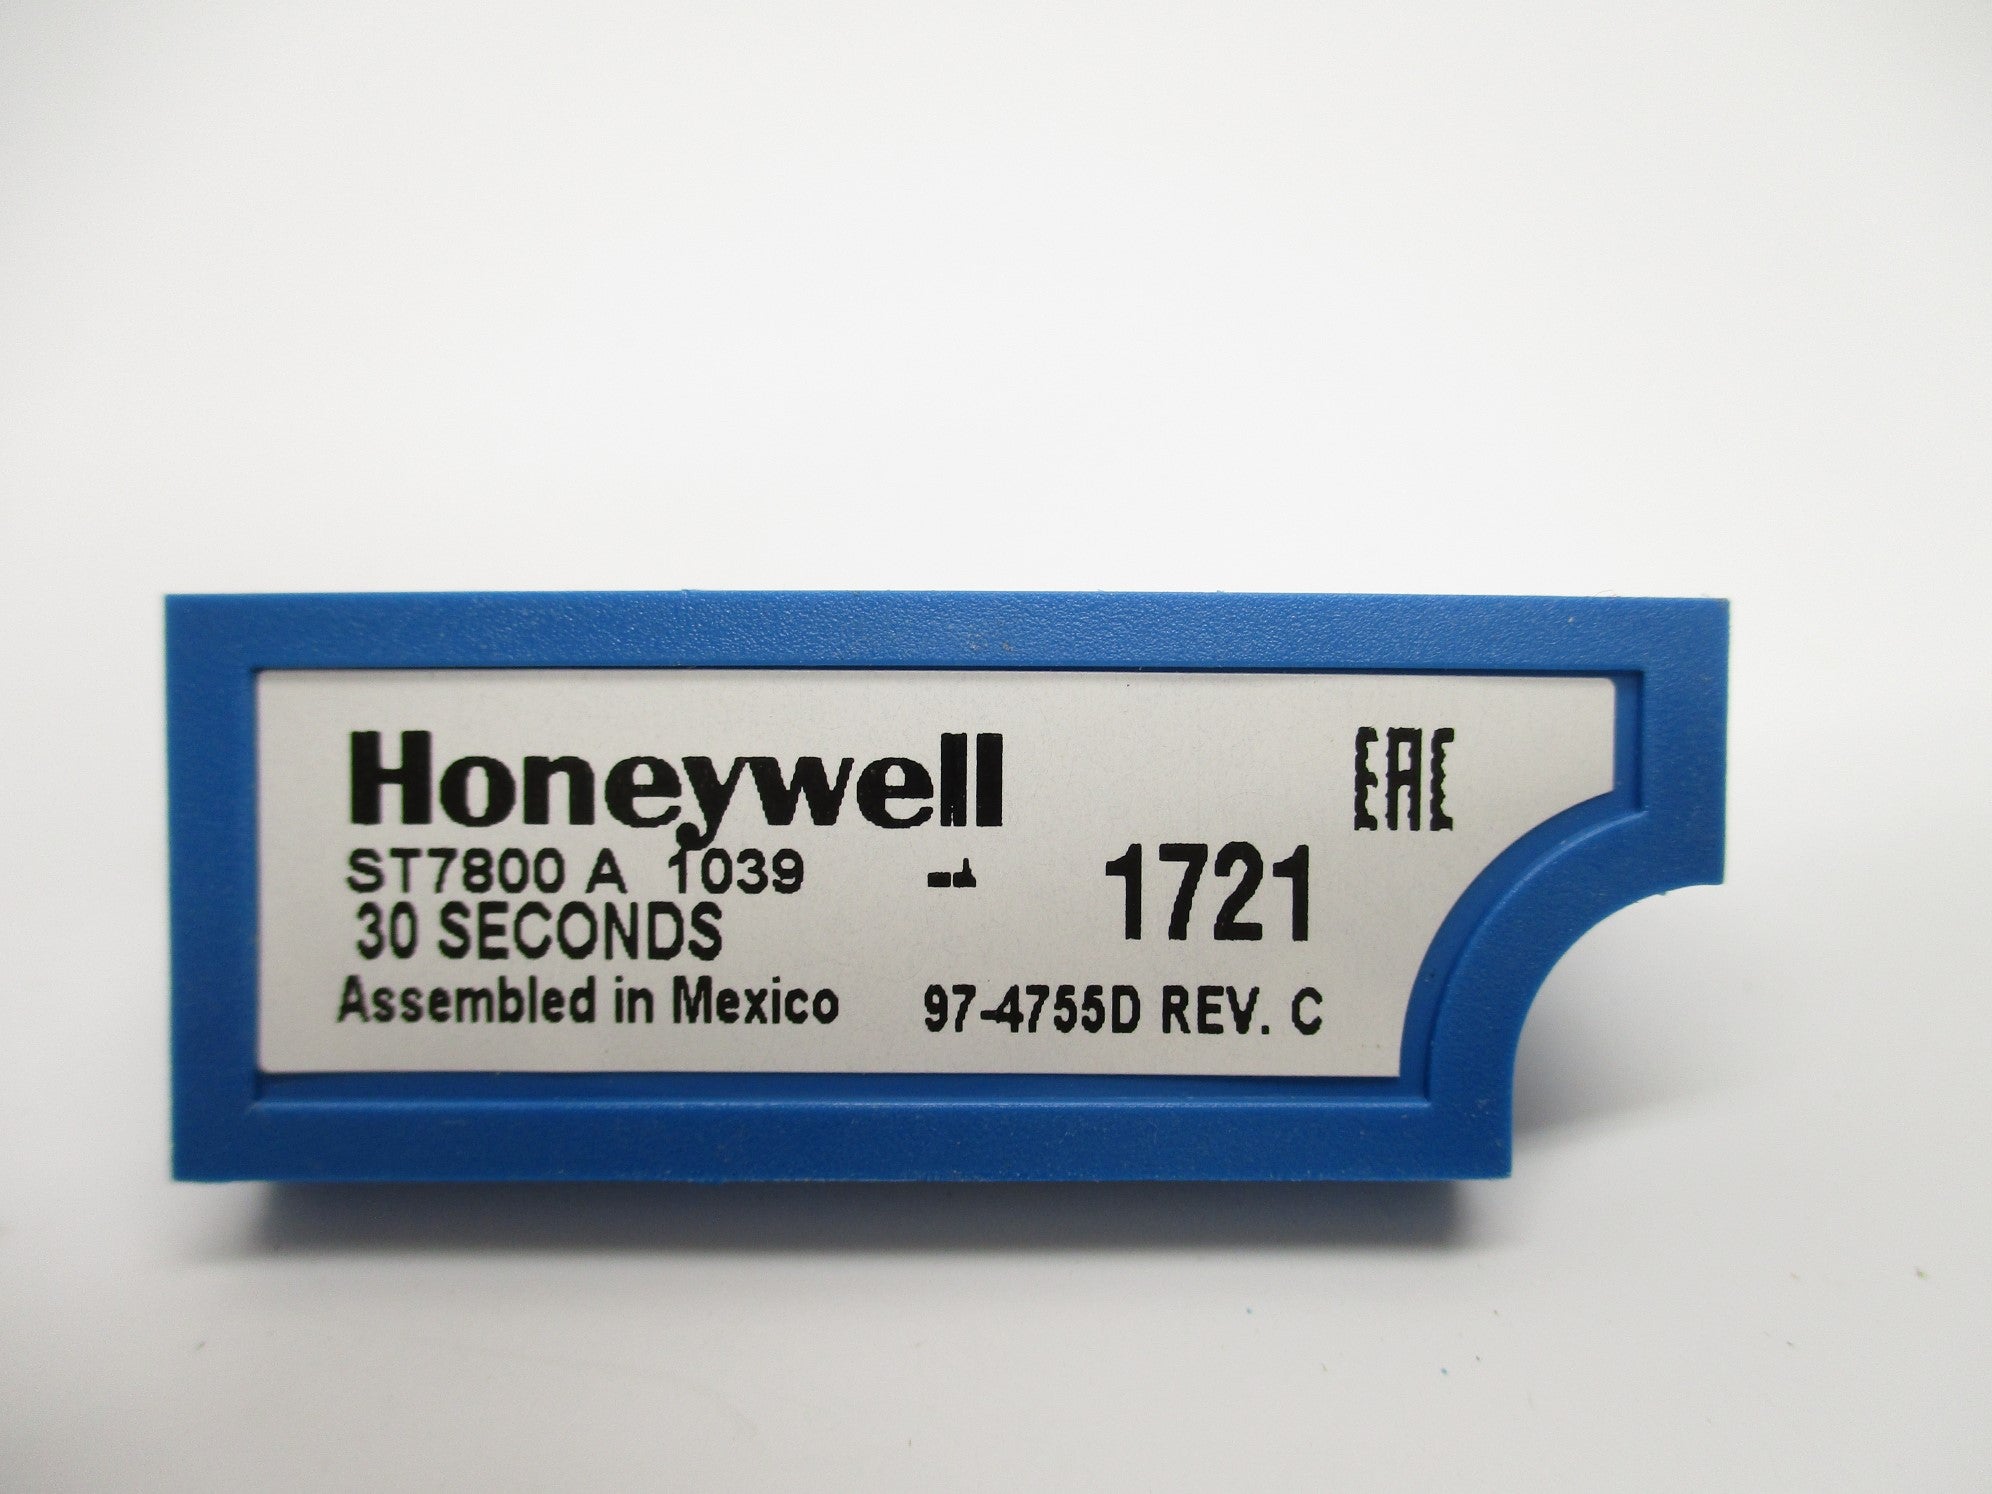 Honeywell
EAC
ST7800 A 1039
1721
30 SECONDS
Assembled in Mexico 97-4755D REV. C